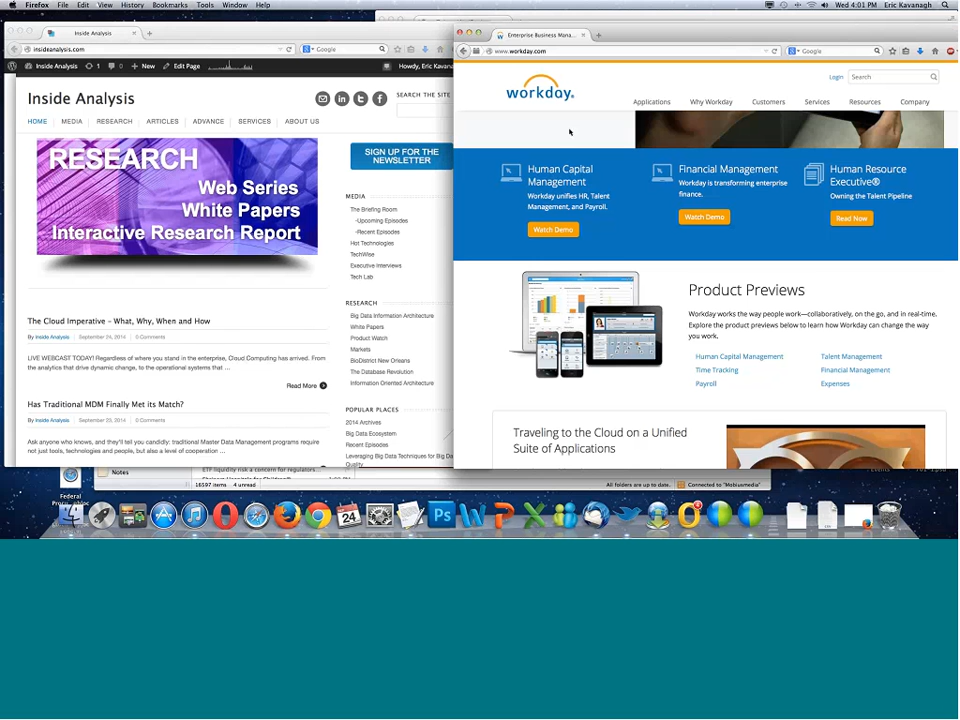 Firefox File Edit View History Bookmarks Tools Window Help
Wed 4:01 PM Eric Kavanagh
Inside Analysis
insideanalysis.com
Google
Inside Analysis 1 0 New Edit Page
Howdy, Eric Kavana
Inside Analysis
SEARCH THE SITE
HOME MEDIA RESEARCH ARTICLES ADVANCE SERVICES ABOUT US
RESEARCH
Web Series
White Papers
Interactive Research Report
SIGN UP FOR THE
NEWSLETTER
MEDIA
The Briefing Room
-Upcoming Episodes
-Recent Episodes
Hot Technologies
TechWise
Executive Interviews
Tech Lab
RESEARCH
Big Data Information Architecture
White Papers
Product Watch
Markets
BioDistrict New Orleans
The Database Revolution
Information Oriented Architecture
POPULAR PLACES
2014 Archives
Big Data Ecosystem
Recent Episodes
Leveraging Big Data Techniques for Big Da
Quality
The Cloud Imperative – What, Why, When and How
By Inside Analysis | September 24, 2014 | 0 Comments
LIVE WEBCAST TODAY! Regardless of where you stand in the enterprise, Cloud Computing has arrived. From
the analytics that drive dynamic change, to the operational systems that ...
Read More
Has Traditional MDM Finally Met its Match?
By Inside Analysis | September 23, 2014 | 0 Comments
Ask anyone who knows, and they'll tell you candidly: traditional Master Data Management programs require
not just tools, technologies and people, but also a level of cooperation ...
Enterprise Business Mana...
www.workday.com
Google
workday.
Login
Search
Applications Why Workday Customers Services Resources Company
Human Capital
Management
Workday unifies HR, Talent
Management, and Payroll.
Watch Demo
Financial Management
Workday is transforming enterprise
finance.
Watch Demo
Human Resource
Executive®
Owning the Talent Pipeline
Read Now
Product Previews
Workday works the way people work—collaboratively, on the go, and in real-time.
Explore the product previews below to learn how Workday can change the way
you work.
Human Capital Management
Time Tracking
Payroll
Talent Management
Financial Management
Expenses
Traveling to the Cloud on a Unified
Suite of Applications
Notes
ETF liquidity risk a concern for regulators...
16597 items 4 unread
All folders are up to date.
Connected to "Mobiusmedia"
Federal
24
Ps